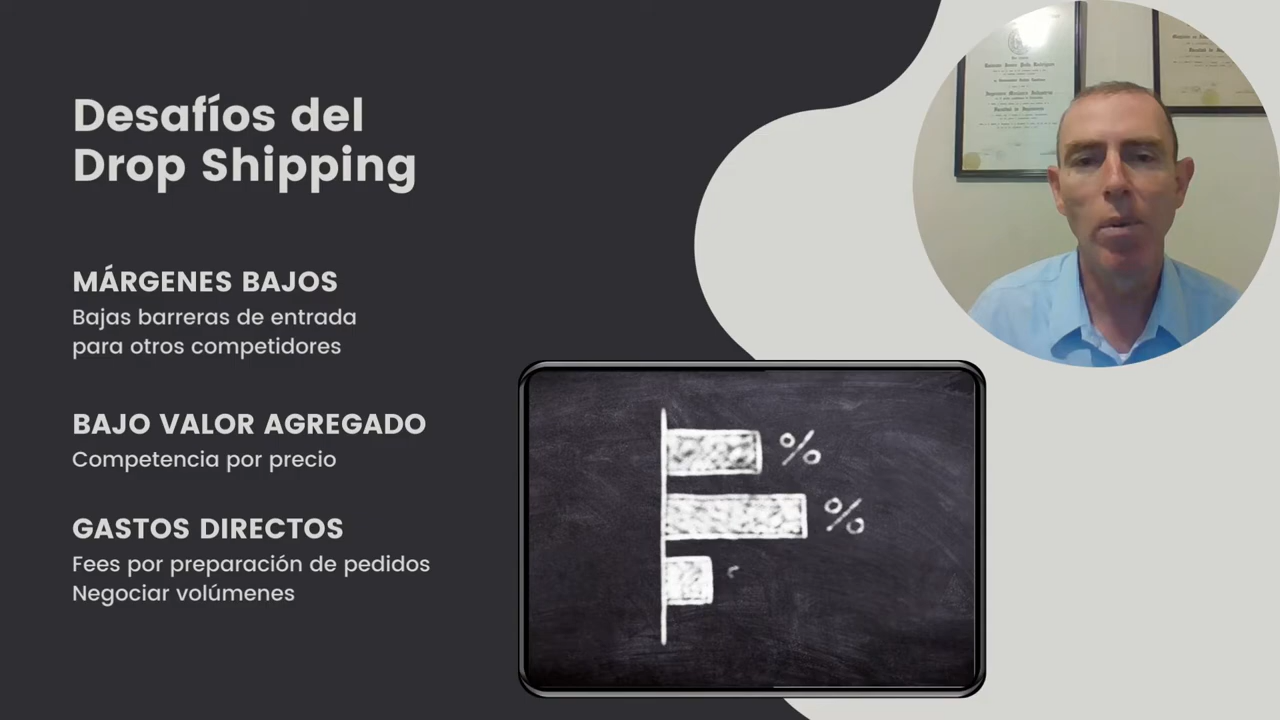 Desafíos del
Drop Shipping
MÁRGENES BAJOS
Bajas barreras de entrada
para otros competidores
BAJO VALOR AGREGADO
Competencia por precio
GASTOS DIRECTOS
Fees por preparación de pedidos
Negociar volúmenes
%
%